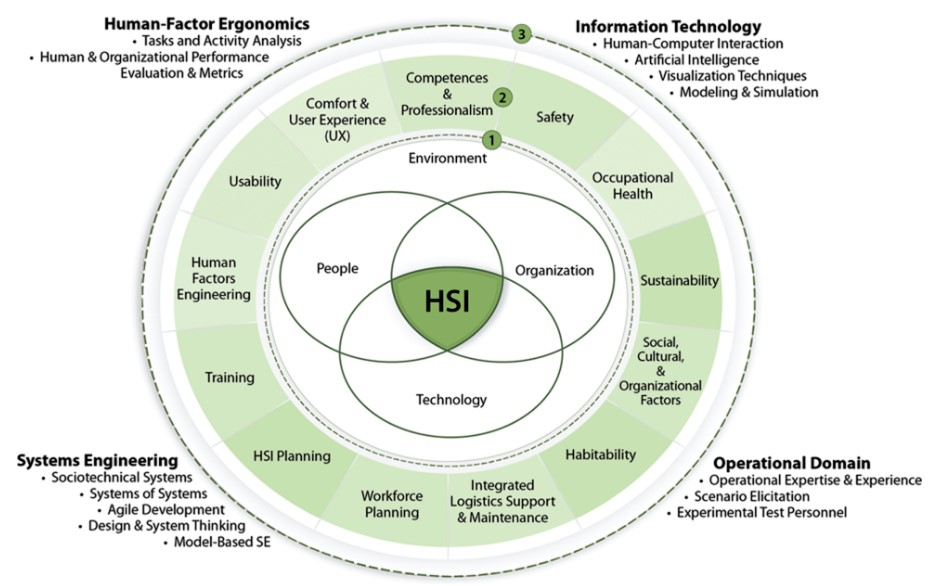 Human-Factor Ergonomics
• Tasks and Activity Analysis
• Human & Organizational Performance
Evaluation & Metrics
Information Technology
• Human-Computer Interaction
• Artificial Intelligence
• Visualization Techniques
• Modeling & Simulation
3
Competences
&
Professionalism
2
Safety
Occupational
Health
Sustainability
Social,
Cultural,
&
Organizational
Factors
Habitability
Integrated
Logistics Support
& Maintenance
Workforce
Planning
HSI Planning
Training
Human
Factors
Engineering
Usability
Comfort &
User Experience
(UX)
1
Environment
People
Organization
HSI
Technology
Systems Engineering
• Sociotechnical Systems
• Systems of Systems
• Agile Development
• Design & System Thinking
• Model-Based SE
Operational Domain
• Operational Expertise & Experience
• Scenario Elicitation
• Experimental Test Personnel